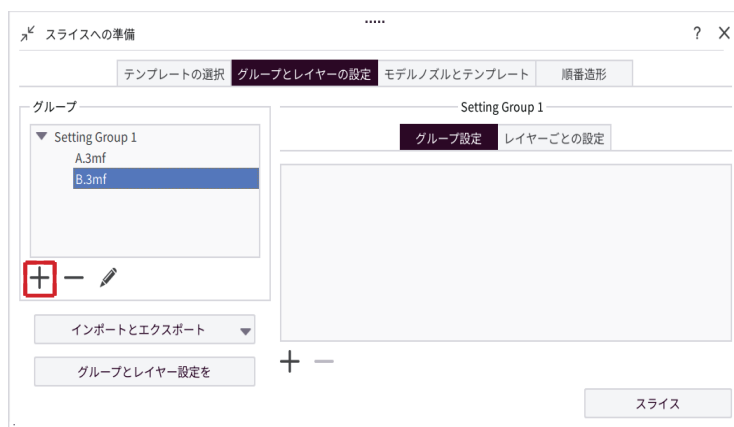 スライスへの準備
?
テンプレートの選択 グループとレイヤーの設定 モデルノズルとテンプレート 順番造形
グループ
Setting Group 1
A.3mf
B.3mf
インポートとエクスポート
グループとレイヤー設定を
Setting Group 1
グループ設定 レイヤーごとの設定
スライス